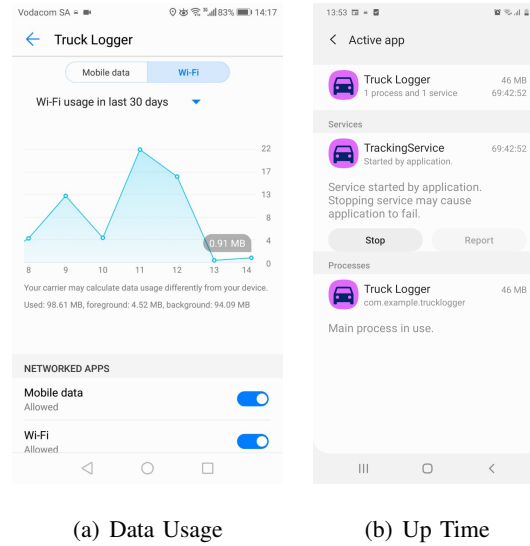 Vodacom SA
83% 14:17
Truck Logger
Mobile data
Wi-Fi
Wi-Fi usage in last 30 days
22
17
13
8
4
0
0.91 MB
8 9 10 11 12 13 14
Your carrier may calculate data usage differently from your device.
Used: 98.61 MB, foreground: 4.52 MB, background: 94.09 MB
NETWORKED APPS
Mobile data
Allowed
Wi-Fi
Allowed
(a) Data Usage
13:53
Active app
Truck Logger 46 MB
1 process and 1 service 69:42:52
Services
TrackingService 69:42:52
Started by application.
Service started by application.
Stopping service may cause
application to fail.
Stop Report
Processes
Truck Logger 46 MB
com.example.trucklogger
Main process in use.
(b) Up Time